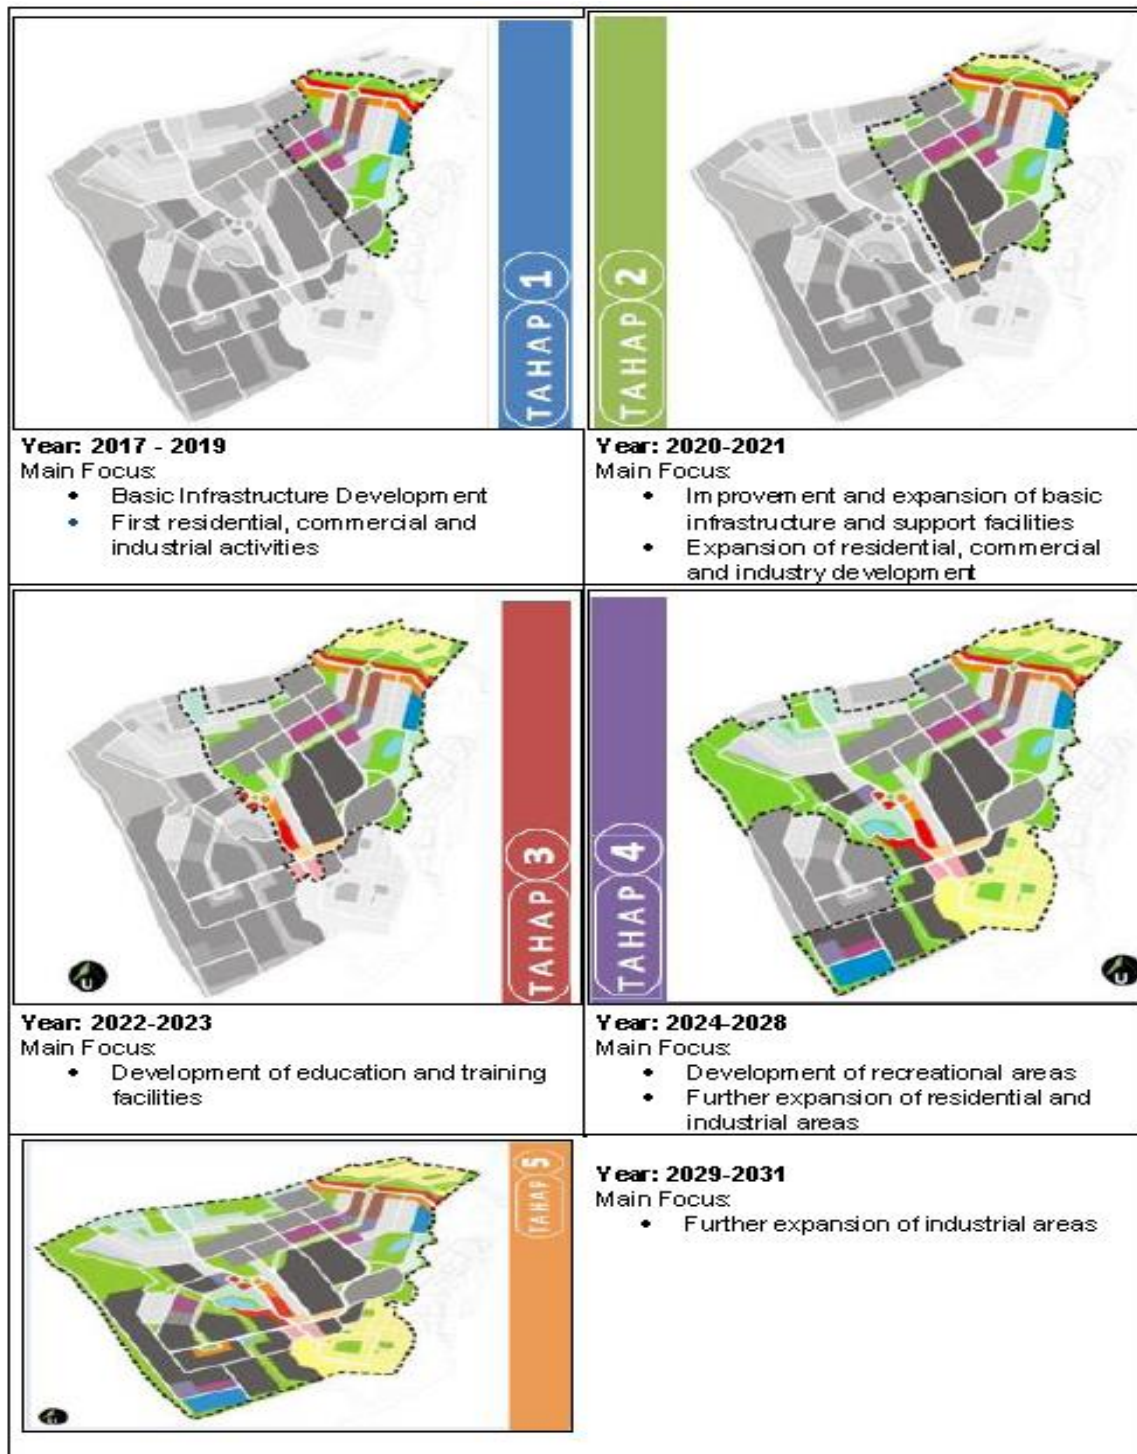 TAHAP 1
TAHAP 2
Year: 2017 - 2019
Main Focus:
• Basic Infrastructure Development
• First residential, commercial and
industrial activities
Year: 2020-2021
Main Focus:
• Improvement and expansion of basic
infrastructure and support facilities
• Expansion of residential, commercial
and industry development
U
TAHAP 3
TAHAP 4
U
Year: 2022-2023
Main Focus:
• Development of education and training
facilities
Year: 2024-2028
Main Focus:
• Development of recreational areas
• Further expansion of residential and
industrial areas
U
TAHAP 5
Year: 2029-2031
Main Focus:
• Further expansion of industrial areas